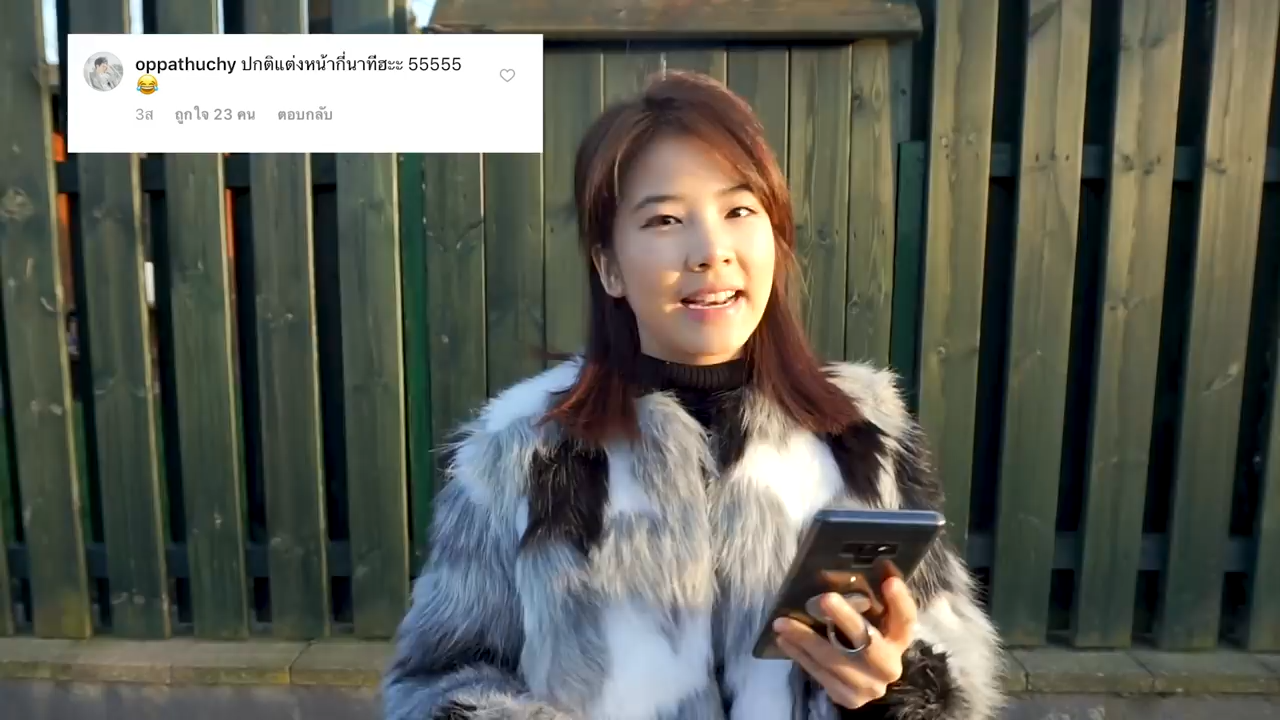 oppathuchy ปกติแต่งหน้ากี่นาทีฮะะ 55555
😂
3ส ถูกใจ 23 คน ตอบกลับ